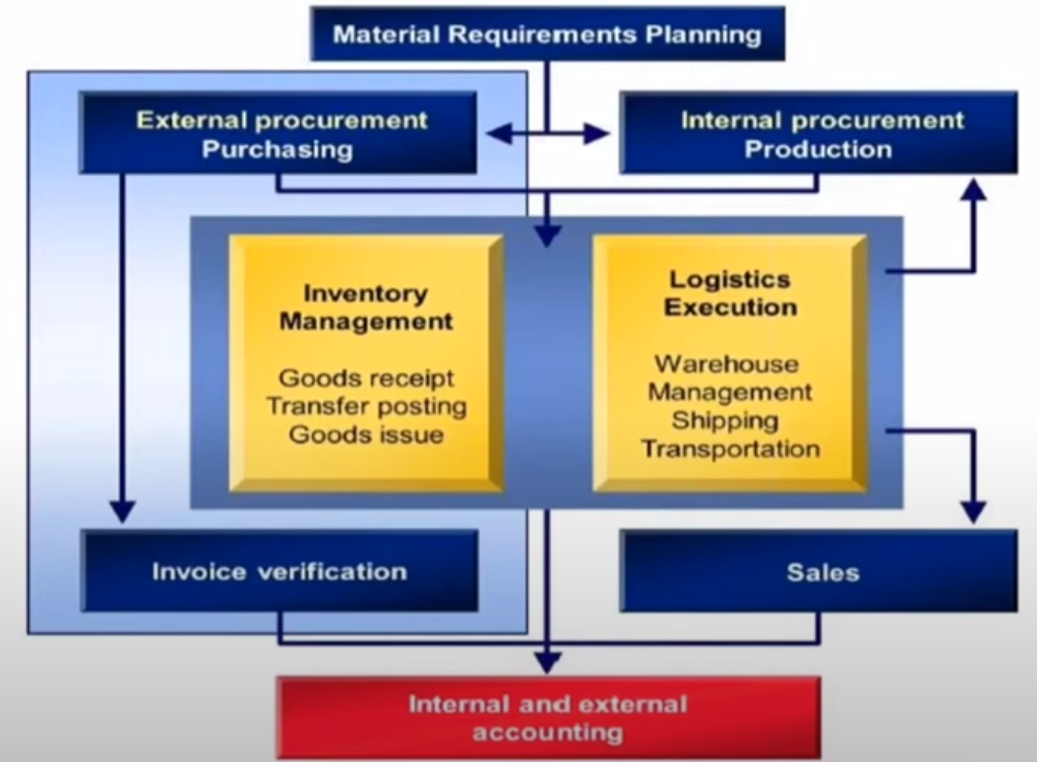 Material Requirements Planning
External procurement
Purchasing
Internal procurement
Production
Inventory
Management
Goods receipt
Transfer posting
Goods issue
Logistics
Execution
Warehouse
Management
Shipping
Transportation
Invoice verification
Sales
Internal and external
accounting